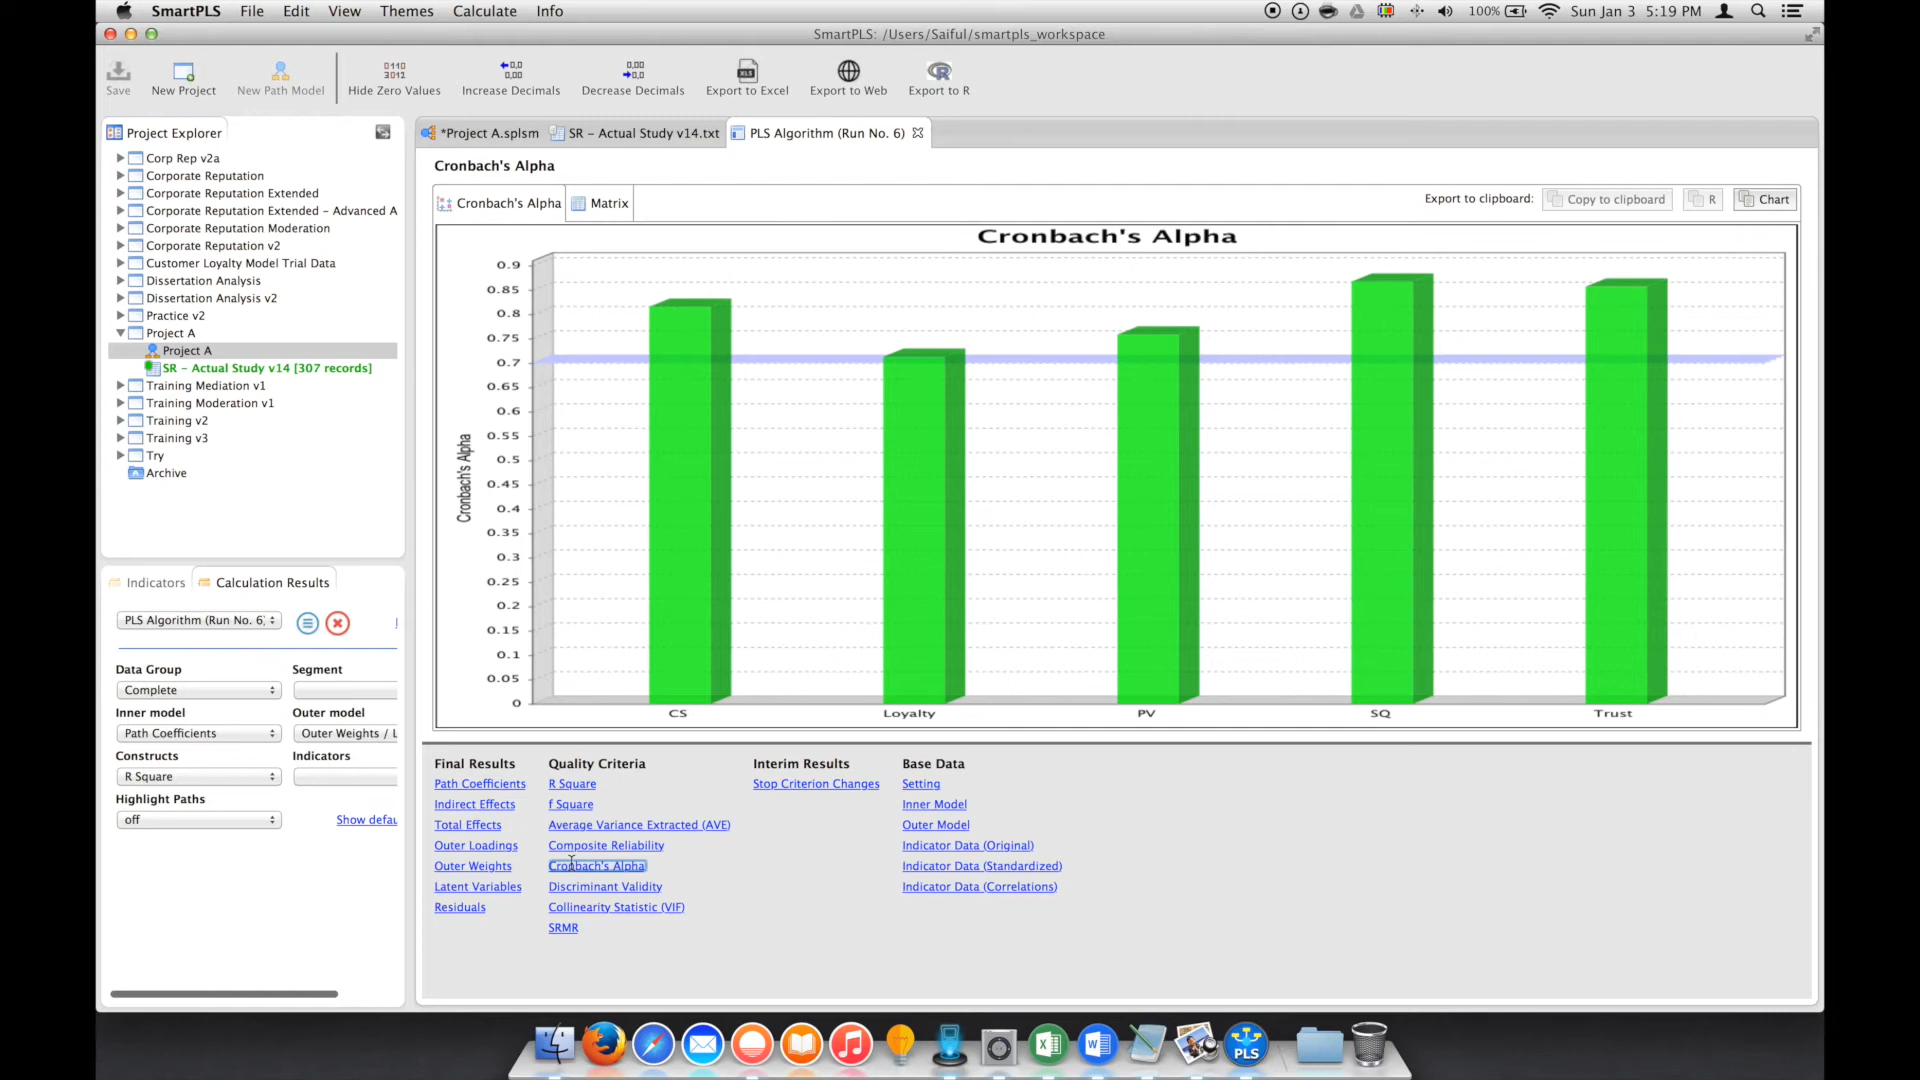 SmartPLS File Edit View Themes Calculate Info
100% Sun Jan 3 5:19 PM
SmartPLS: /Users/Saiful/smartpls_workspace
0110
3012
0,0
0,00
0,00
0,0
XLS
R
Save New Project New Path Model Hide Zero Values Increase Decimals Decrease Decimals Export to Excel Export to Web Export to R
Project Explorer
Corp Rep v2a
Corporate Reputation
Corporate Reputation Extended
Corporate Reputation Extended – Advanced A
Corporate Reputation Moderation
Corporate Reputation v2
Customer Loyalty Model Trial Data
Dissertation Analysis
Dissertation Analysis v2
Practice v2
Project A
Project A
SR – Actual Study v14 [307 records]
Training Mediation v1
Training Moderation v1
Training v2
Training v3
Try
Archive
Indicators Calculation Results
PLS Algorithm (Run No. 6)
Data Group Segment
Complete
Inner model Outer model
Path Coefficients Outer Weights / L
Constructs Indicators
R Square
Highlight Paths
off Show defau
*Project A.splsm SR – Actual Study v14.txt PLS Algorithm (Run No. 6)
Cronbach's Alpha
Cronbach's Alpha Matrix
Export to clipboard: Copy to clipboard R Chart
Cronbach's Alpha
Cronbach's Alpha
0.9
0.85
0.8
0.75
0.7
0.65
0.6
0.55
0.5
0.45
0.4
0.35
0.3
0.25
0.2
0.15
0.1
0.05
0
CS Loyalty PV SQ Trust
Final Results Quality Criteria Interim Results Base Data
Path Coefficients R Square Stop Criterion Changes Setting
Indirect Effects f Square Inner Model
Total Effects Average Variance Extracted (AVE) Outer Model
Outer Loadings Composite Reliability Indicator Data (Original)
Outer Weights Cronbach's Alpha Indicator Data (Standardized)
Latent Variables Discriminant Validity Indicator Data (Correlations)
Residuals Collinearity Statistic (VIF)
SRMR
PLS